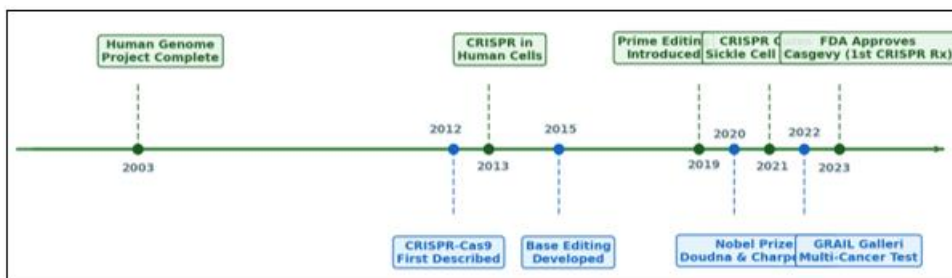 Human Genome
Project Complete
CRISPR in
Human Cells
Prime Editin
Introduced
CRISPR
Sickle Cell
FDA Approves
Casgevy (1st CRISPR Rx)
2012
2015
2020
2022
2003
2013
2019
2021
2023
CRISPR-Cas9
First Described
Base Editing
Developed
Nobel Prize
Doudna & Charpe
GRAIL Galleri
Multi-Cancer Test